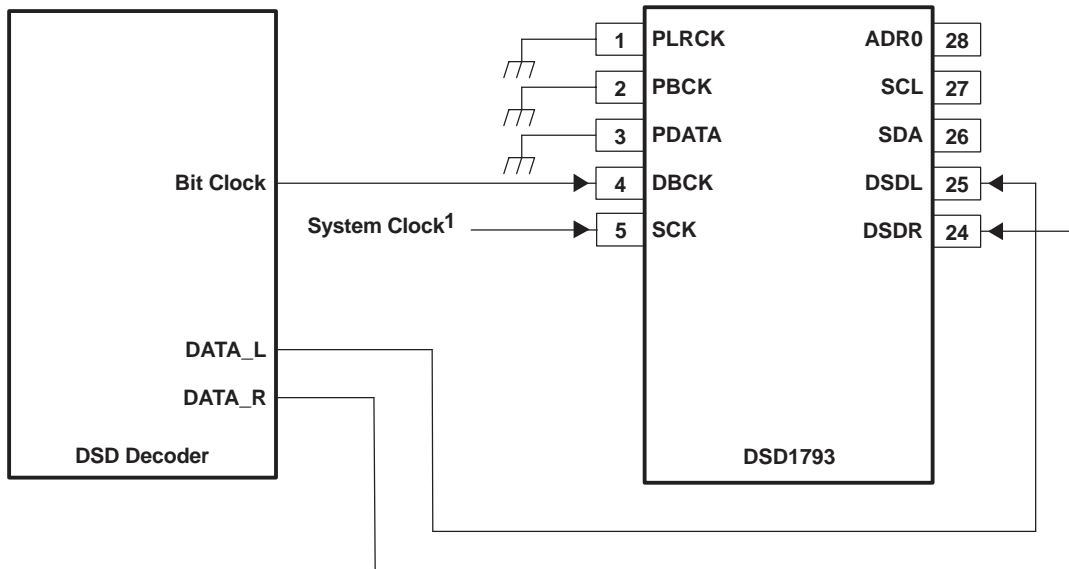 1 PLRCK ADR0 28
2 PBCK SCL 27
3 PDATA SDA 26
Bit Clock 4 DBCK DSDL 25
System Clock1 5 SCK DSDR 24
DATA_L
DATA_R
DSD Decoder DSD1793